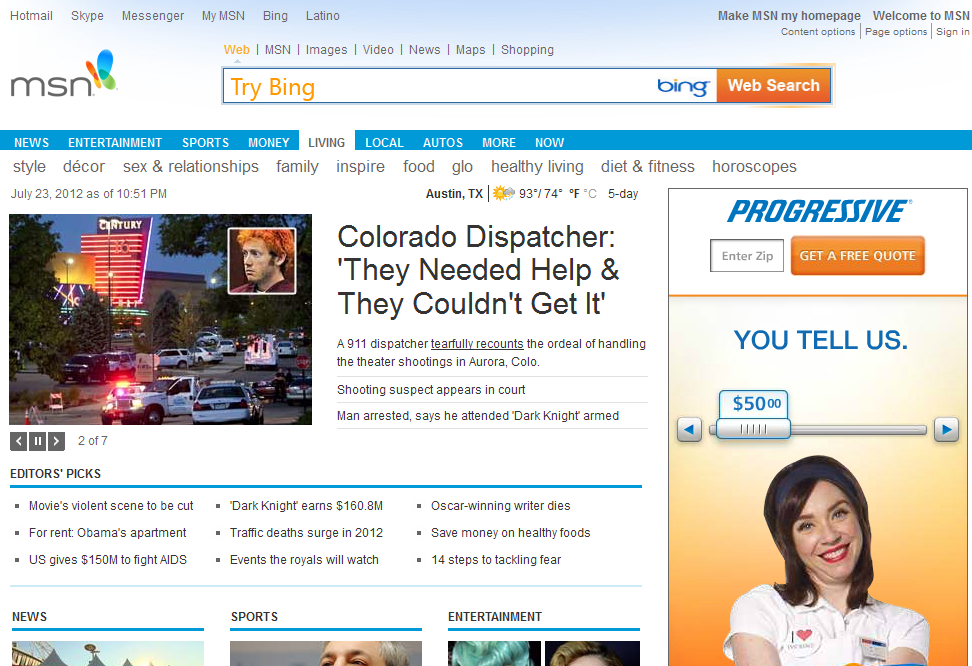 Hotmail Skype Messenger My MSN Bing Latino
Make MSN my homepage Welcome to MSN
Content options | Page options | Sign in
msn
Web | MSN | Images | Video | News | Maps | Shopping
Try Bing
bing
Web Search
NEWS ENTERTAINMENT SPORTS MONEY LIVING LOCAL AUTOS MORE NOW
style décor sex & relationships family inspire food glo healthy living diet & fitness horoscopes
July 23, 2012 as of 10:51 PM
Austin, TX | 93°/ 74° °F °C 5-day
CENTURY
Colorado Dispatcher:
'They Needed Help &
They Couldn't Get It'
A 911 dispatcher tearfully recounts the ordeal of handling
the theater shootings in Aurora, Colo.
Shooting suspect appears in court
Man arrested, says he attended 'Dark Knight' armed
2 of 7
EDITORS' PICKS
Movie's violent scene to be cut
For rent: Obama's apartment
US gives $150M to fight AIDS
'Dark Knight' earns $160.8M
Traffic deaths surge in 2012
Events the royals will watch
Oscar-winning writer dies
Save money on healthy foods
14 steps to tackling fear
NEWS
SPORTS
ENTERTAINMENT
PROGRESSIVE®
Enter Zip
GET A FREE QUOTE
YOU TELL US.
$5000
I